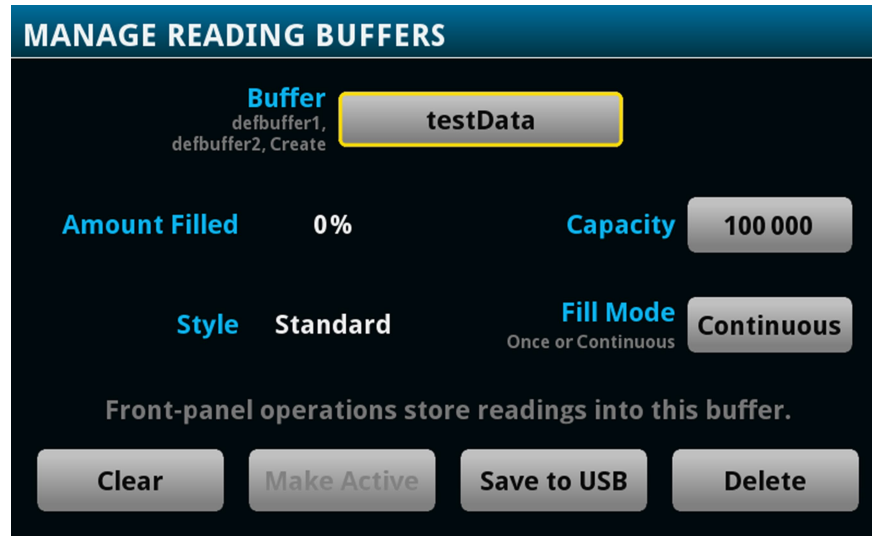 MANAGE READING BUFFERS
Buffer
defbuffer1,
defbuffer2, Create
testData
Amount Filled 0%
Capacity 100 000
Style Standard
Fill Mode
Once or Continuous
Continuous
Front-panel operations store readings into this buffer.
Clear
Make Active
Save to USB
Delete